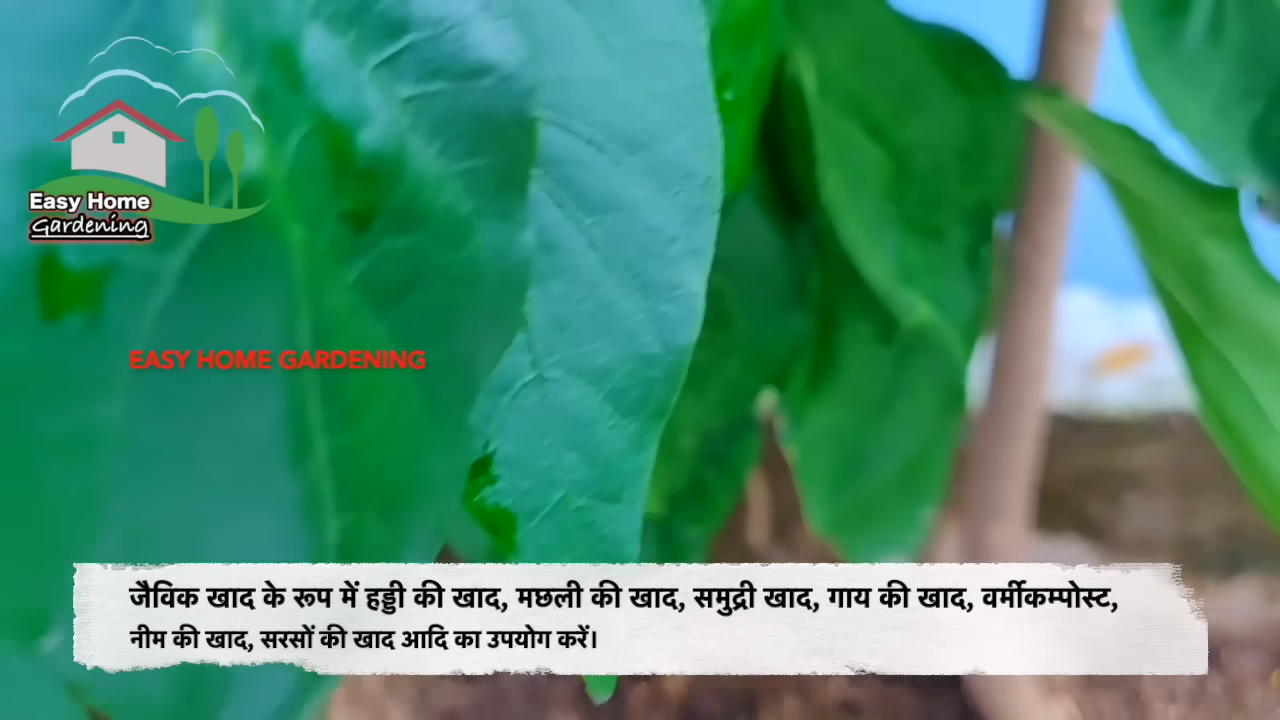 Easy Home
Gardening
EASY HOME GARDENING
जैविक खाद के रूप में हड्डी की खाद, मछली की खाद, समुद्री खाद, गाय की खाद, वर्मीकम्पोस्ट,
नीम की खाद, सरसों की खाद आदि का उपयोग करें।